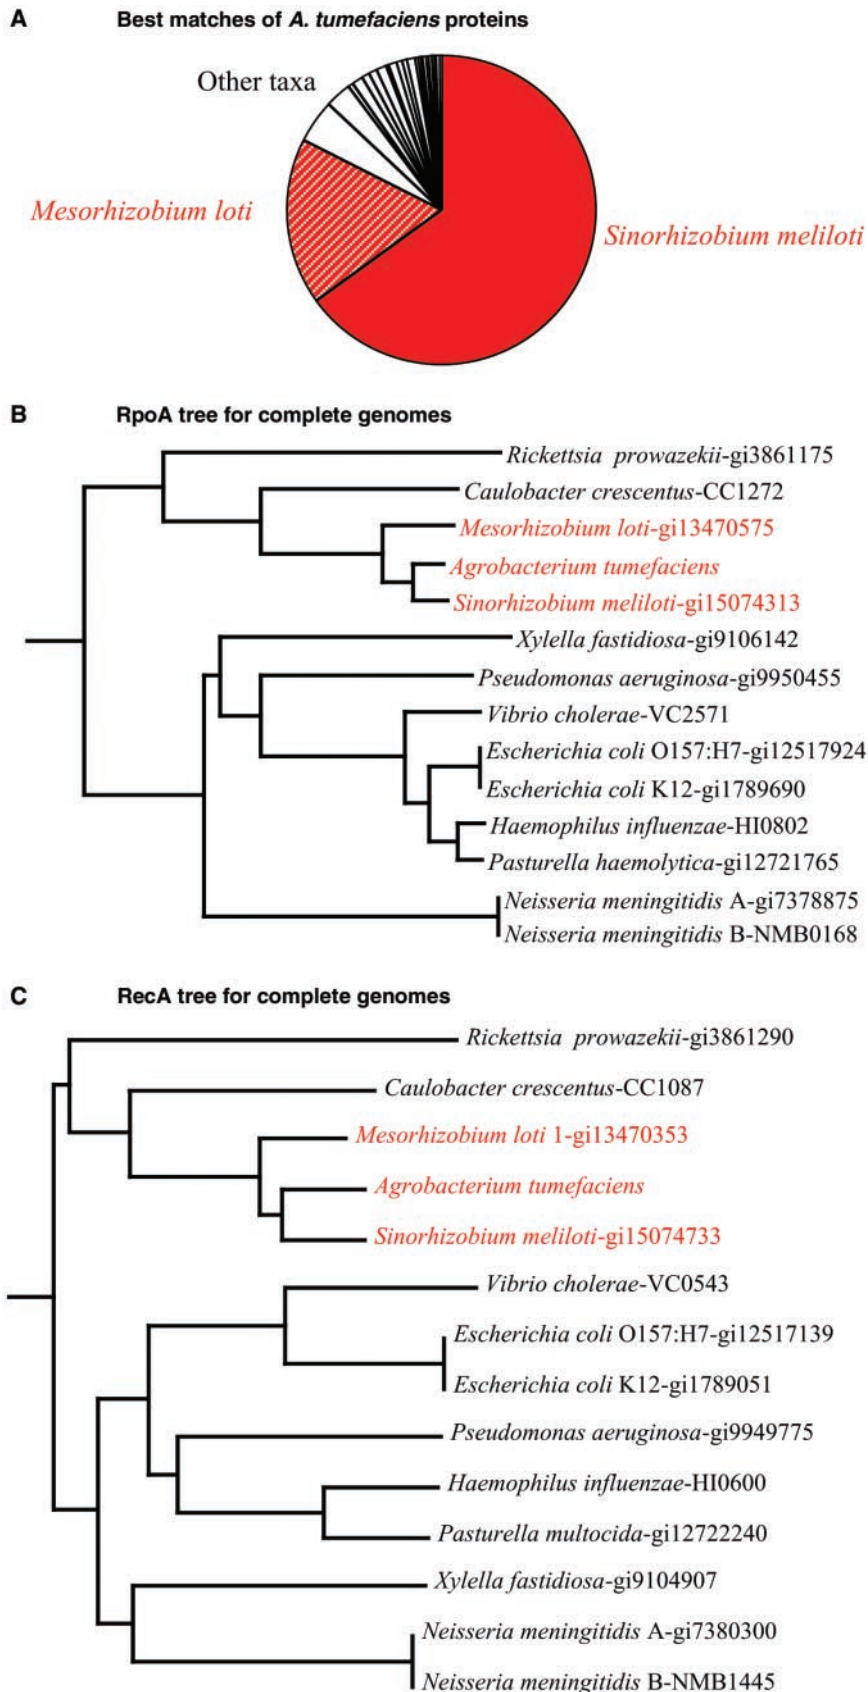 A Best matches of A. tumefaciens proteins
Other taxa
Mesorhizobium loti
Sinorhizobium meliloti
B RpoA tree for complete genomes
Rickettsia prowazekii-gi3861175
Caulobacter crescentus-CC1272
Mesorhizobium loti-gi13470575
Agrobacterium tumefaciens
Sinorhizobium meliloti-gi15074313
Xylella fastidiosa-gi9106142
Pseudomonas aeruginosa-gi9950455
Vibrio cholerae-VC2571
Escherichia coli O157:H7-gi12517924
Escherichia coli K12-gi1789690
Haemophilus influenzae-HI0802
Pasturella haemolytica-gi12721765
Neisseria meningitidis A-gi7378875
Neisseria meningitidis B-NMB0168
C RecA tree for complete genomes
Rickettsia prowazekii-gi3861290
Caulobacter crescentus-CC1087
Mesorhizobium loti 1-gi13470353
Agrobacterium tumefaciens
Sinorhizobium meliloti-gi15074733
Vibrio cholerae-VC0543
Escherichia coli O157:H7-gi12517139
Escherichia coli K12-gi1789051
Pseudomonas aeruginosa-gi9949775
Haemophilus influenzae-HI0600
Pasturella multocida-gi12722240
Xylella fastidiosa-gi9104907
Neisseria meningitidis A-gi7380300
Neisseria meningitidis B-NMB1445